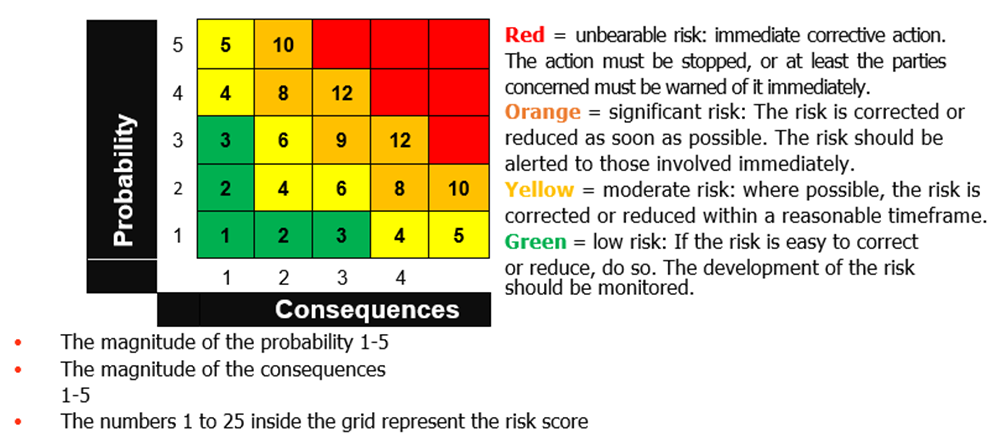 Probability
5 5 10
4 4 8 12
3 3 6 9 12
2 2 4 6 8 10
1 1 2 3 4 5
1 2 3 4
Consequences
Red = unbearable risk: immediate corrective action.
The action must be stopped, or at least the parties
concerned must be warned of it immediately.
Orange = significant risk: The risk is corrected or
reduced as soon as possible. The risk should be
alerted to those involved immediately.
Yellow = moderate risk: where possible, the risk is
corrected or reduced within a reasonable timeframe.
Green = low risk: If the risk is easy to correct
or reduce, do so. The development of the risk
should be monitored.
• The magnitude of the probability 1-5
• The magnitude of the consequences
1-5
• The numbers 1 to 25 inside the grid represent the risk score